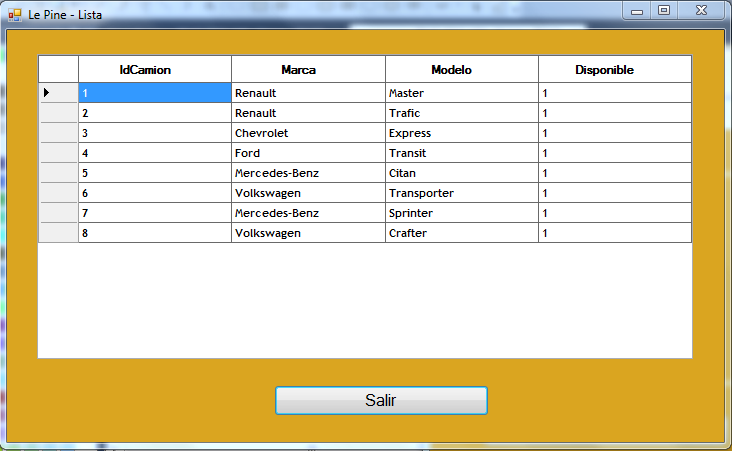 Le Pine - Lista
IdCamion Marca Modelo Disponible
1 Renault Master 1
2 Renault Trafic 1
3 Chevrolet Express 1
4 Ford Transit 1
5 Mercedes-Benz Citan 1
6 Volkswagen Transporter 1
7 Mercedes-Benz Sprinter 1
8 Volkswagen Crafter 1
Salir